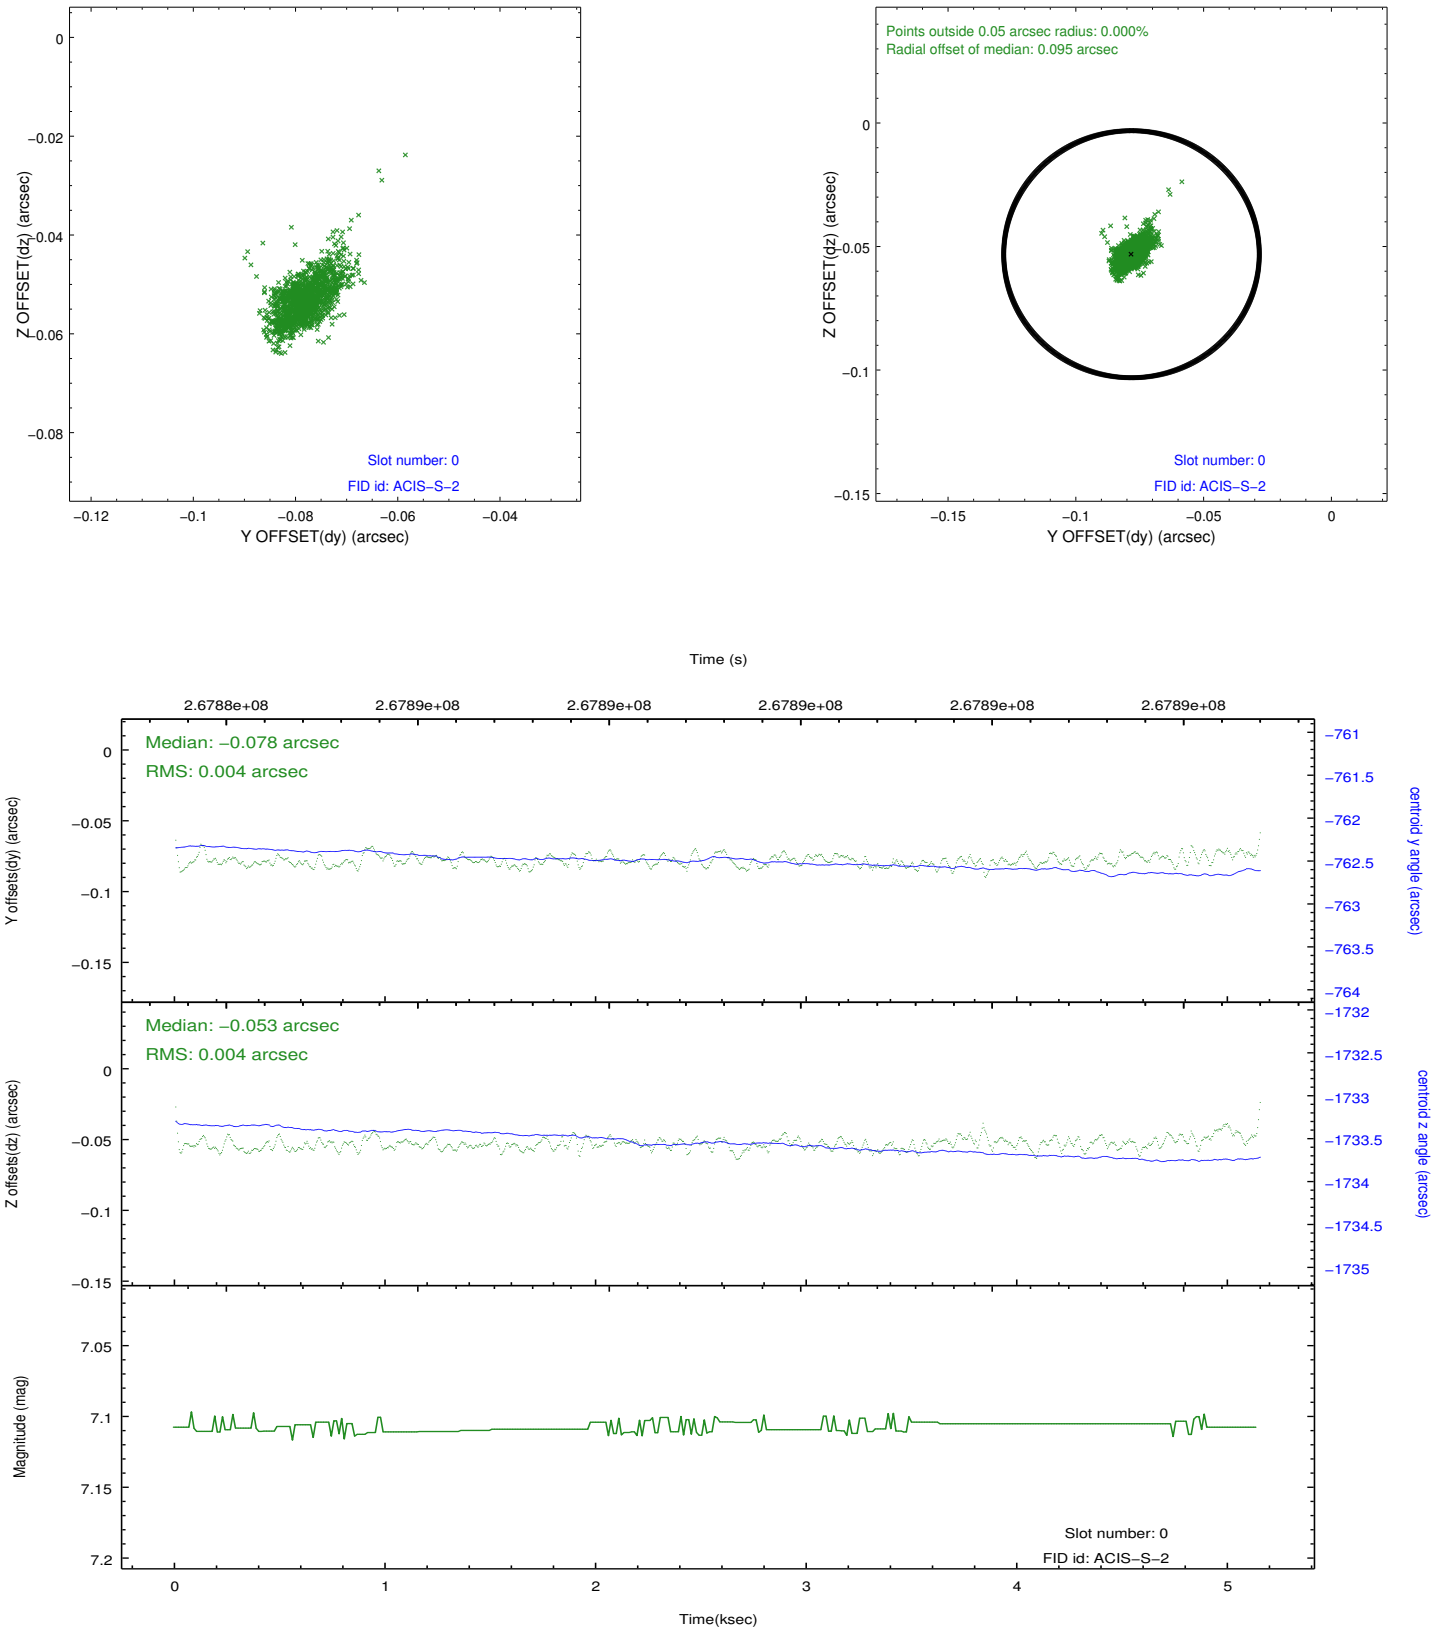 0
−0.02
−0.04
−0.06
−0.08
Z OFFSET(dz) (arcsec)
Slot number: 0
FID id: ACIS−S−2
−0.12 −0.1 −0.08 −0.06 −0.04
Y OFFSET(dy) (arcsec)
Points outside 0.05 arcsec radius: 0.000%
Radial offset of median: 0.095 arcsec
0
−0.05
−0.1
−0.15
Z OFFSET(dz) (arcsec)
Slot number: 0
FID id: ACIS−S−2
−0.15 −0.1 −0.05 0
Y OFFSET(dy) (arcsec)
Time (s)
2.6788e+08 2.6789e+08 2.6789e+08 2.6789e+08 2.6789e+08 2.6789e+08
Median: −0.078 arcsec
RMS: 0.004 arcsec
0
−0.05
−0.1
−0.15
Y offsets(dy) (arcsec)
−761
−761.5
−762
−762.5
−763
−763.5
−764
centroid y angle (arcsec)
Median: −0.053 arcsec
RMS: 0.004 arcsec
0
−0.05
−0.1
−0.15
Z offsets(dz) (arcsec)
−1732
−1732.5
−1733
−1733.5
−1734
−1734.5
−1735
centroid z angle (arcsec)
7.05
7.1
7.15
7.2
Magnitude (mag)
Slot number: 0
FID id: ACIS−S−2
0 1 2 3 4 5
Time(ksec)